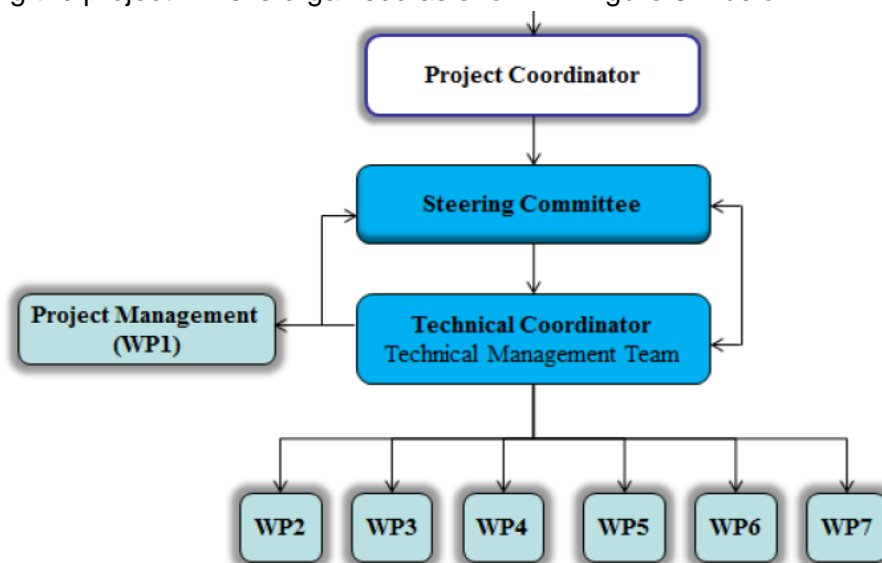 Project Coordinator
Steering Committee
Project Management
(WP1)
Technical Coordinator
Technical Management Team
WP2 WP3 WP4 WP5 WP6 WP7